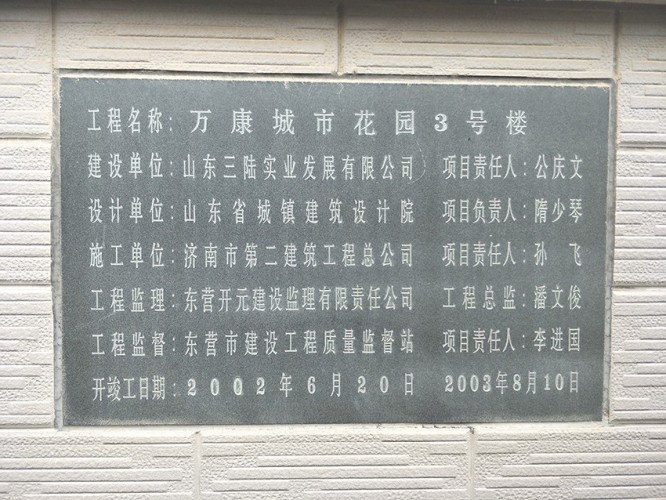 工程名称：万康城市花园3号楼
建设单位：山东三陆实业发展有限公司 项目责任人：公庆文
设计单位：山东省城镇建筑设计院 项目负责人：隋少琴
施工单位：济南市第二建筑工程总公司 项目责任人：孙 飞
工程监理：东营开元建设监理有限责任公司 工程总监：潘文俊
工程监督：东营市建设工程质量监督站 项目责任人：李进国
开竣工日期：2002年6月20日 2003年8月10日